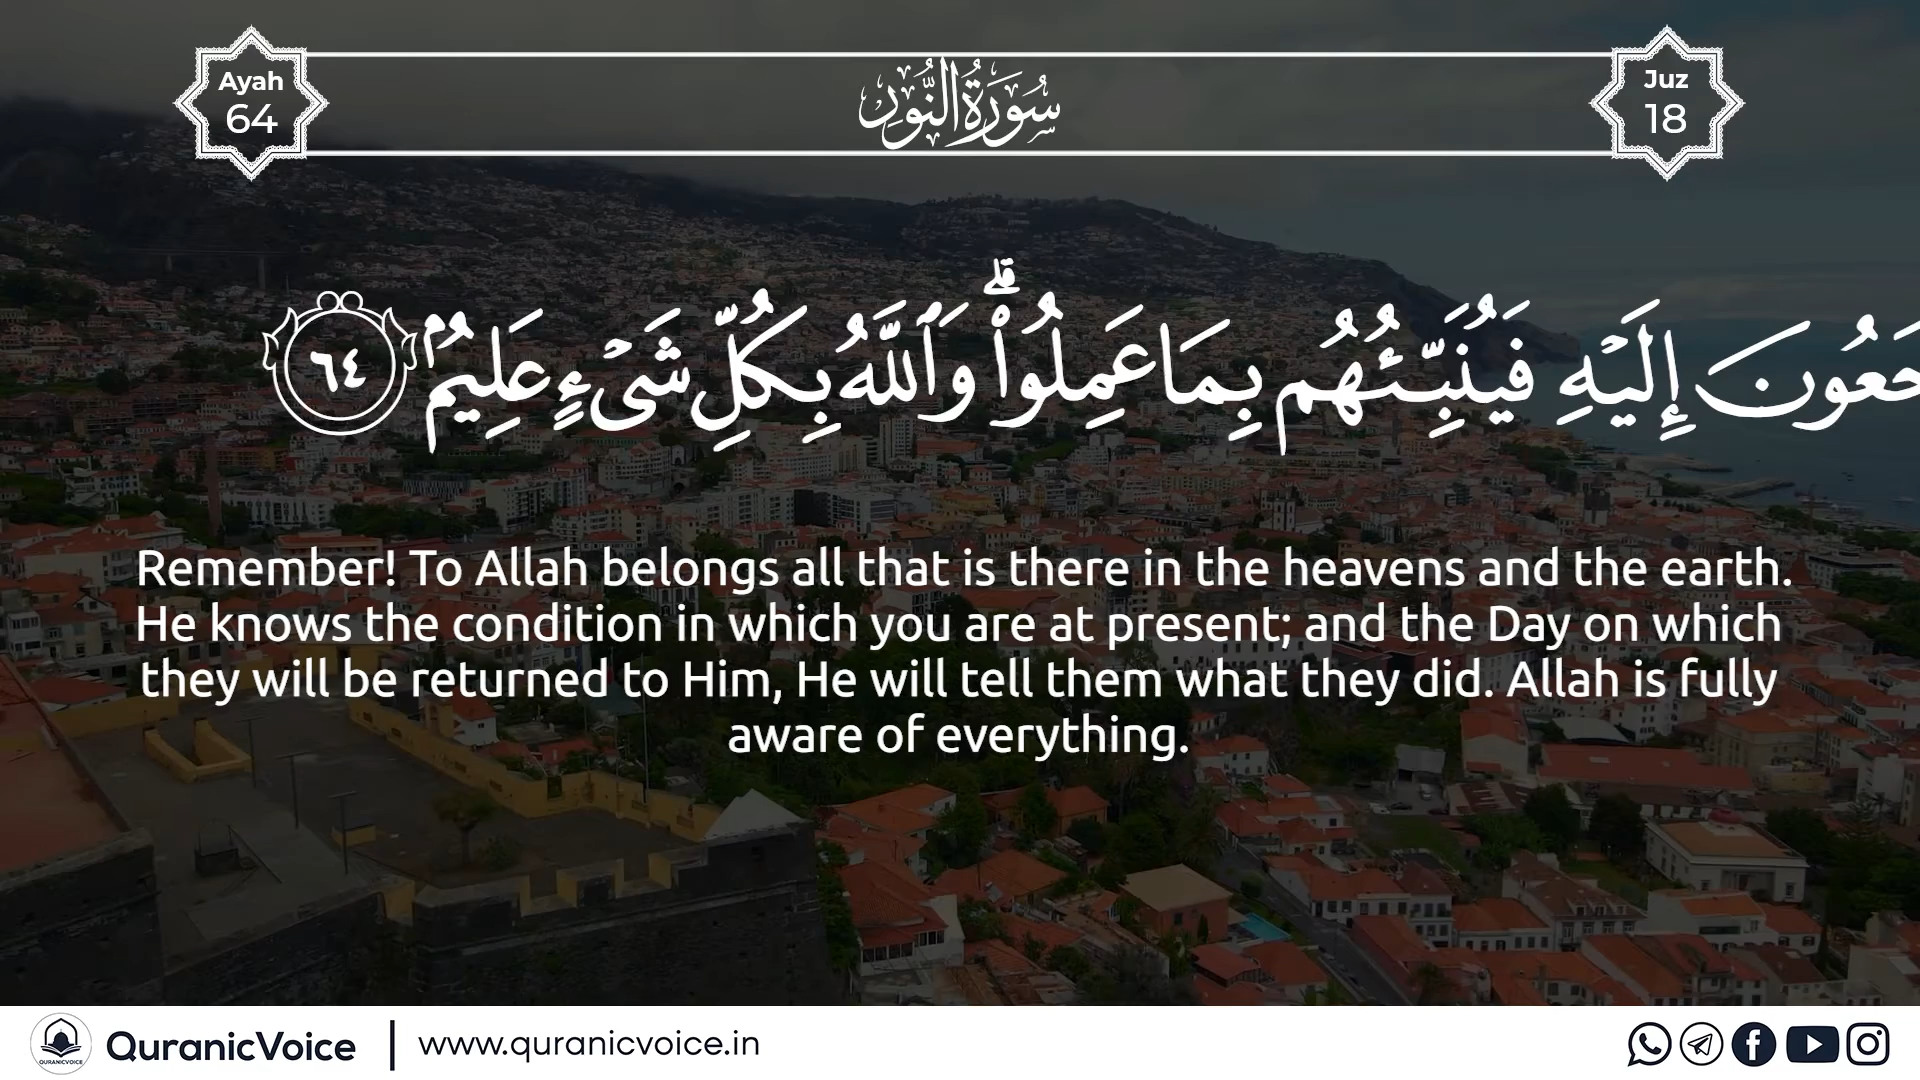 Ayah
64
سُورَةُ النُّورِ
Juz
18
جَعُونَ إِلَيْهِ فَيُنَبِّئُهُم بِمَا عَمِلُوا۟ ۗ وَٱللَّهُ بِكُلِّ شَىْءٍ عَلِيمٌۢ ٦٤
Remember! To Allah belongs all that is there in the heavens and the earth.
He knows the condition in which you are at present; and the Day on which
they will be returned to Him, He will tell them what they did. Allah is fully
aware of everything.
QURANICVOICE
QuranicVoice | www.quranicvoice.in